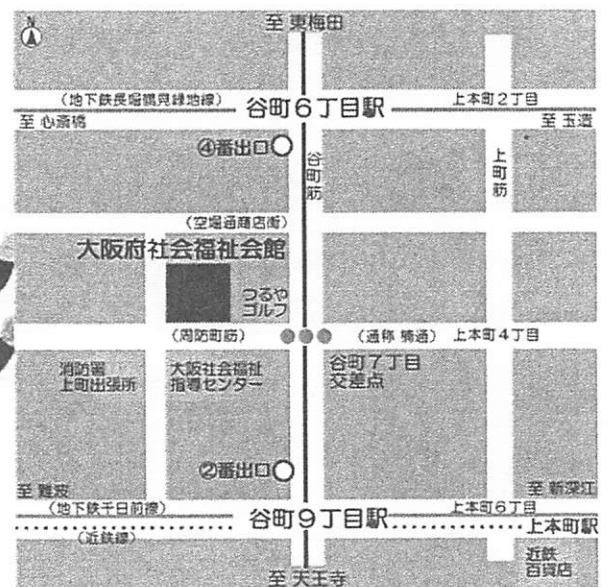 N
至 東梅田
(地下鉄長堀鶴見緑地線)
谷町6丁目駅
上本町2丁目
至 心斎橋
至 玉造
④番出口
谷町筋
上町筋
(空堀通商店街)
大阪府社会福祉会館
つるや
ゴルフ
(周防町筋)
(通称 鰻通)
上本町4丁目
消防署
上町出張所
大阪社会福祉
指導センター
谷町7丁目
交差点
②番出口
至 難波
至 新深江
(地下鉄千日前線)
谷町9丁目駅
上本町6丁目
上本町駅
(近鉄線)
近鉄
百貨店
至 天王寺